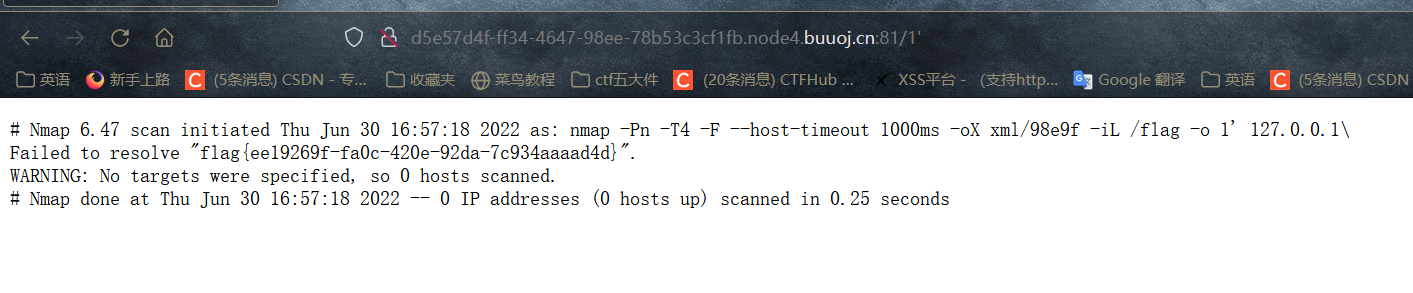 d5e57d4f-ff34-4647-98ee-78b53c3cf1fb.node4.buuoj.cn:81/1'
英语 新手上路 (5条消息) CSDN - 专... 收藏夹 菜鸟教程 ctf五大件 (20条消息) CTFHub ... XSS平台 - (支持http... Google 翻译 英语 (5条消息) CSDN
# Nmap 6.47 scan initiated Thu Jun 30 16:57:18 2022 as: nmap -Pn -T4 -F --host-timeout 1000ms -oX xml/98e9f -iL /flag -o 1' 127.0.0.1\
Failed to resolve "flag{ee19269f-fa0c-420e-92da-7c934aaaad4d}".
WARNING: No targets were specified, so 0 hosts scanned.
# Nmap done at Thu Jun 30 16:57:18 2022 -- 0 IP addresses (0 hosts up) scanned in 0.25 seconds